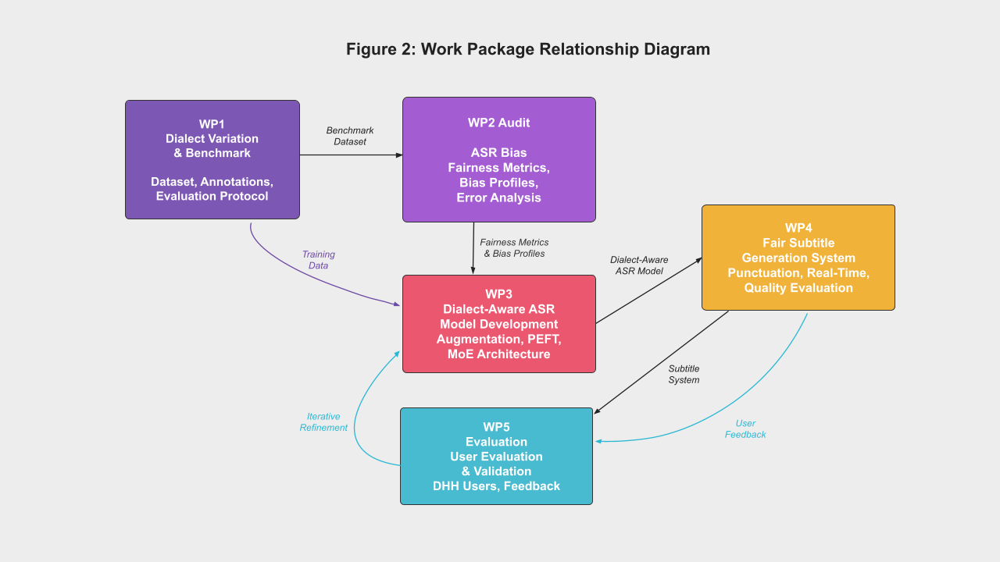 Figure 2: Work Package Relationship Diagram
WP1
Dialect Variation
& Benchmark
Dataset, Annotations,
Evaluation Protocol
Benchmark
Dataset
WP2 Audit
ASR Bias
Fairness Metrics,
Bias Profiles,
Error Analysis
Training
Data
Fairness Metrics
& Bias Profiles
WP3
Dialect-Aware ASR
Model Development
Augmentation, PEFT,
MoE Architecture
Dialect-Aware
ASR Model
WP4
Fair Subtitle
Generation System
Punctuation, Real-Time,
Quality Evaluation
Subtitle
System
User
Feedback
Iterative
Refinement
WP5
Evaluation
User Evaluation
& Validation
DHH Users, Feedback